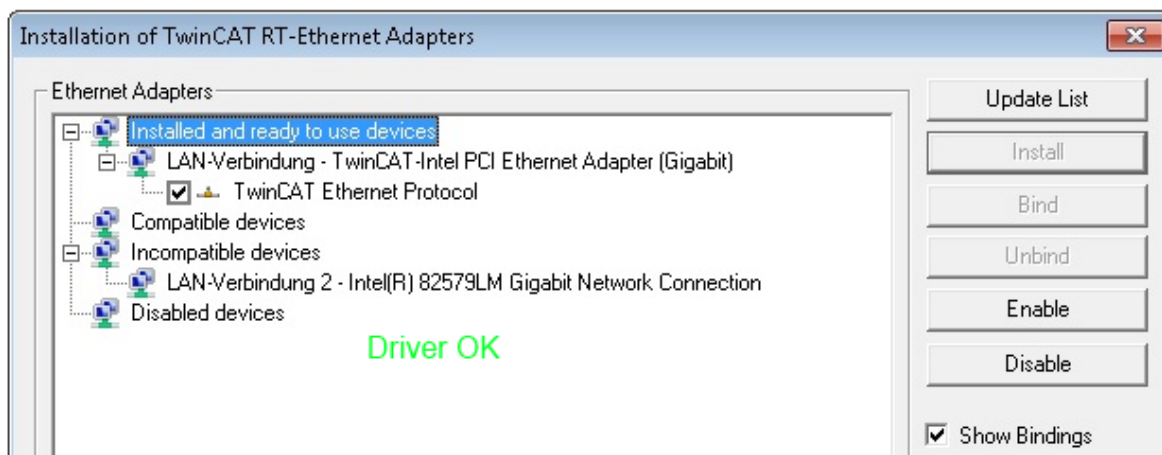 Installation of TwinCAT RT-Ethernet Adapters
Ethernet Adapters
Installed and ready to use devices
LAN-Verbindung - TwinCAT-Intel PCI Ethernet Adapter (Gigabit)
TwinCAT Ethernet Protocol
Compatible devices
Incompatible devices
LAN-Verbindung 2 - Intel(R) 82579LM Gigabit Network Connection
Disabled devices
Driver OK
Update List
Install
Bind
Unbind
Enable
Disable
Show Bindings